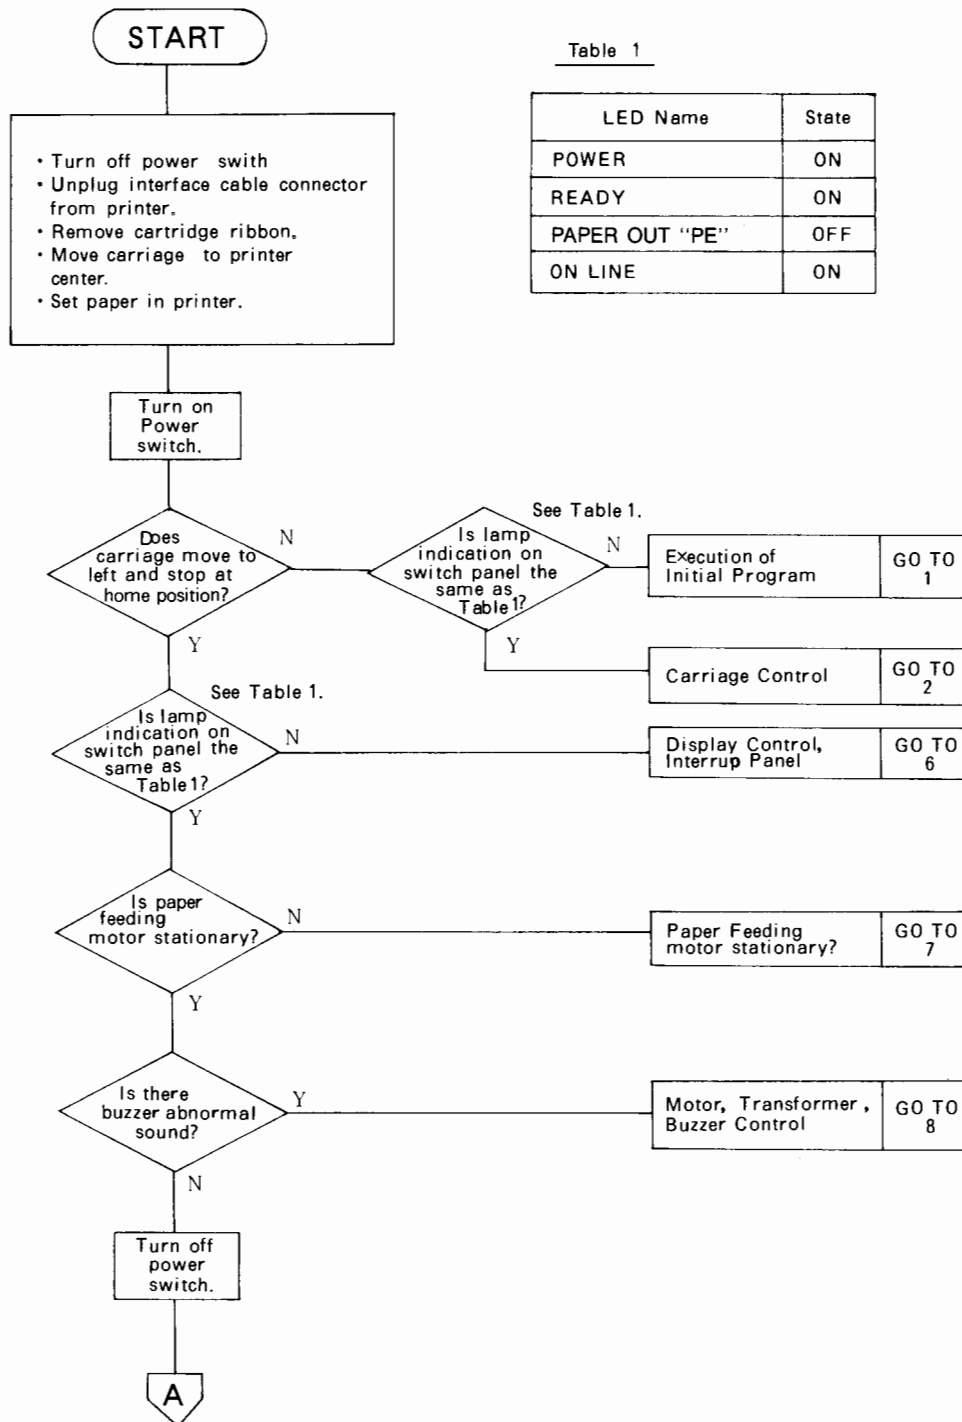 START
Table 1
LED Name State
POWER ON
READY ON
PAPER OUT "PE" OFF
ON LINE ON
• Turn off power swith
• Unplug interface cable connector
from printer.
• Remove cartridge ribbon.
• Move carriage to printer
center.
• Set paper in printer.
Turn on
Power
switch.
Does
carriage move to
left and stop at
home position?
N
Y
See Table 1.
Is lamp
indication on
switch panel the
same as
Table1?
N
Y
Execution of
Initial Program
GO TO
1
Carriage Control
GO TO
2
See Table 1.
Is lamp
indication on
switch panel the
same as
Table1?
N
Y
Display Control,
Interrup Panel
GO TO
6
Is paper
feeding
motor stationary?
N
Y
Paper Feeding
motor stationary?
GO TO
7
Is there
buzzer abnormal
sound?
Y
N
Motor, Transformer,
Buzzer Control
GO TO
8
Turn off
power
switch.
A